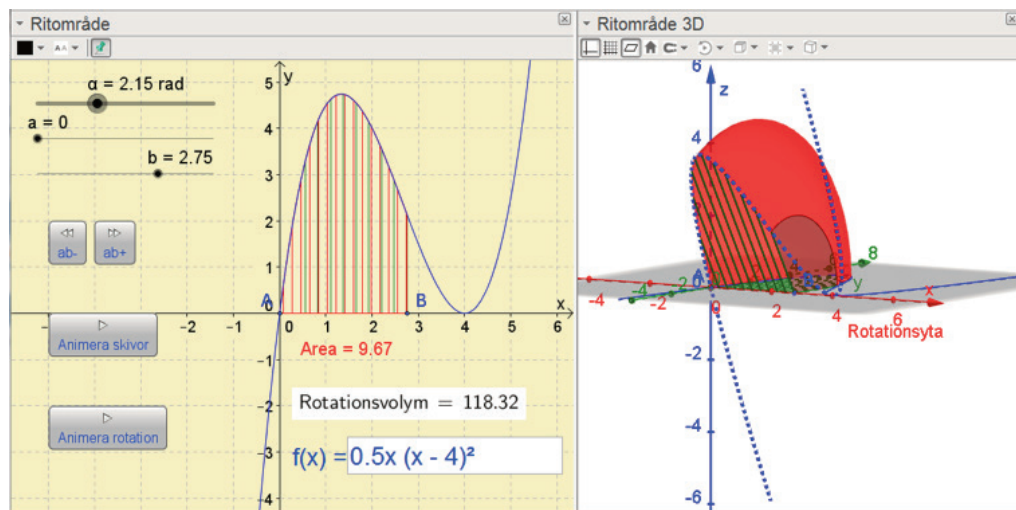 Ritområde
α = 2.15 rad
a = 0
b = 2.75
ab-
ab+
Animera skivor
Animera rotation
y
5
4
3
2
1
0
−1
−2
−3
−4
−2
−1
0
1
2
3
4
5
6
x
A
B
Area = 9.67
Rotationsvolym = 118.32
f(x) = 0.5x (x - 4)²
Ritområde 3D
z
6
4
-2
-4
-6
-4
-2
2
4
6
x
-4
-2
8
y
Rotationsyta